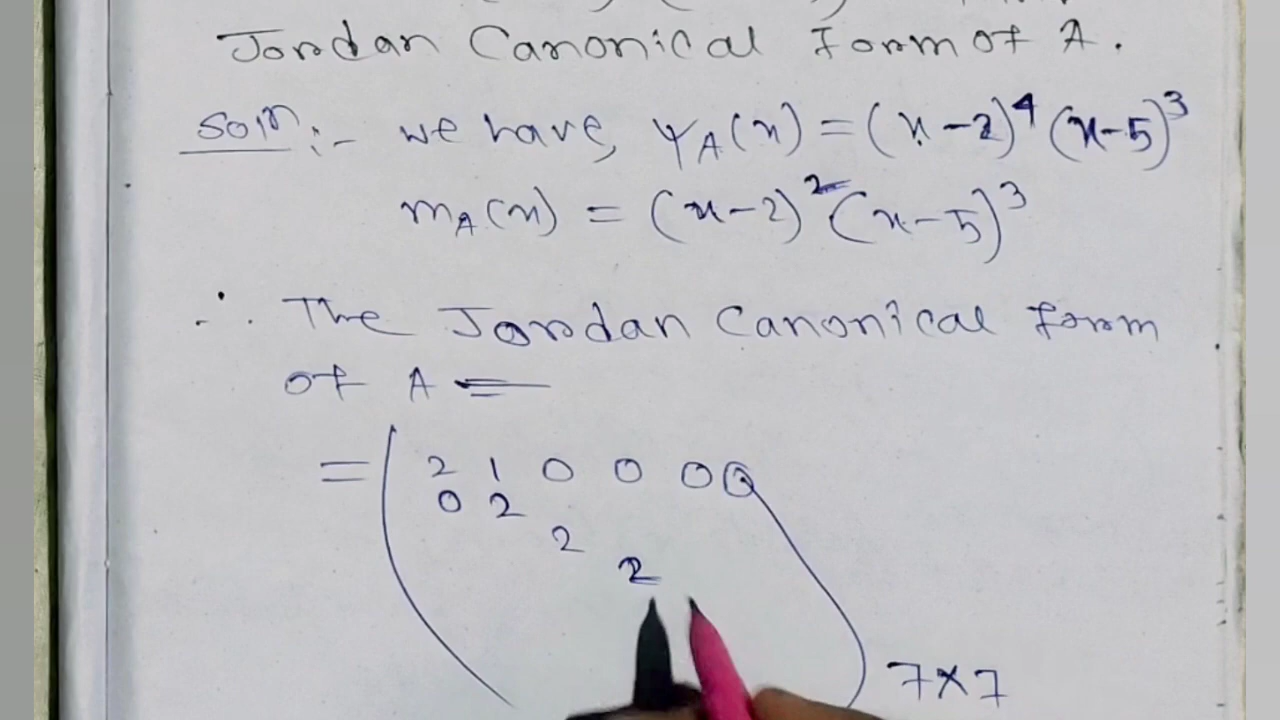 Jordan Canonical Form of A.
Soln :- we have, ψA(x) = (x-2)⁴ (x-5)³
mA(x) = (x-2)² (x-5)³
∴ The Jordan Canonical form
of A =
= ( 2 1 0 0 0 0
0 2
2
2
) 7×7